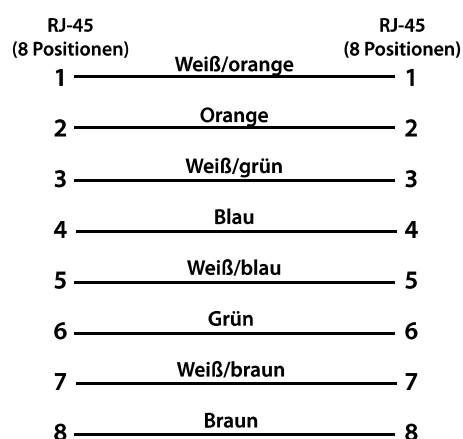 RJ-45 RJ-45
(8 Positionen) (8 Positionen)
1 Weiß/orange 1
2 Orange 2
3 Weiß/grün 3
4 Blau 4
5 Weiß/blau 5
6 Grün 6
7 Weiß/braun 7
8 Braun 8